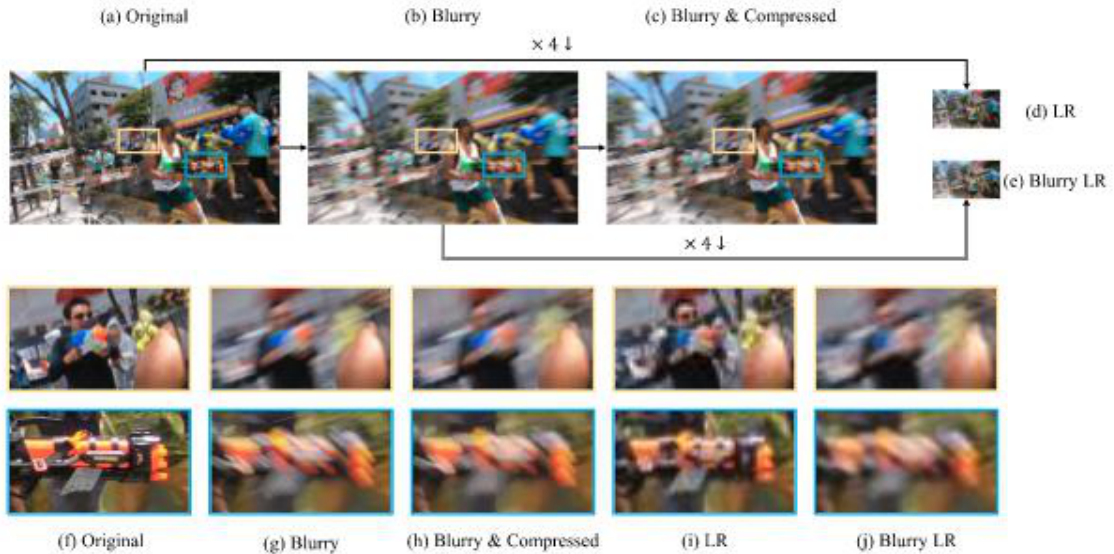 (a) Original
(b) Blurry
(c) Blurry & Compressed
× 4 ↓
(d) LR
(e) Blurry LR
× 4 ↓
(f) Original
(g) Blurry
(h) Blurry & Compressed
(i) LR
(j) Blurry LR